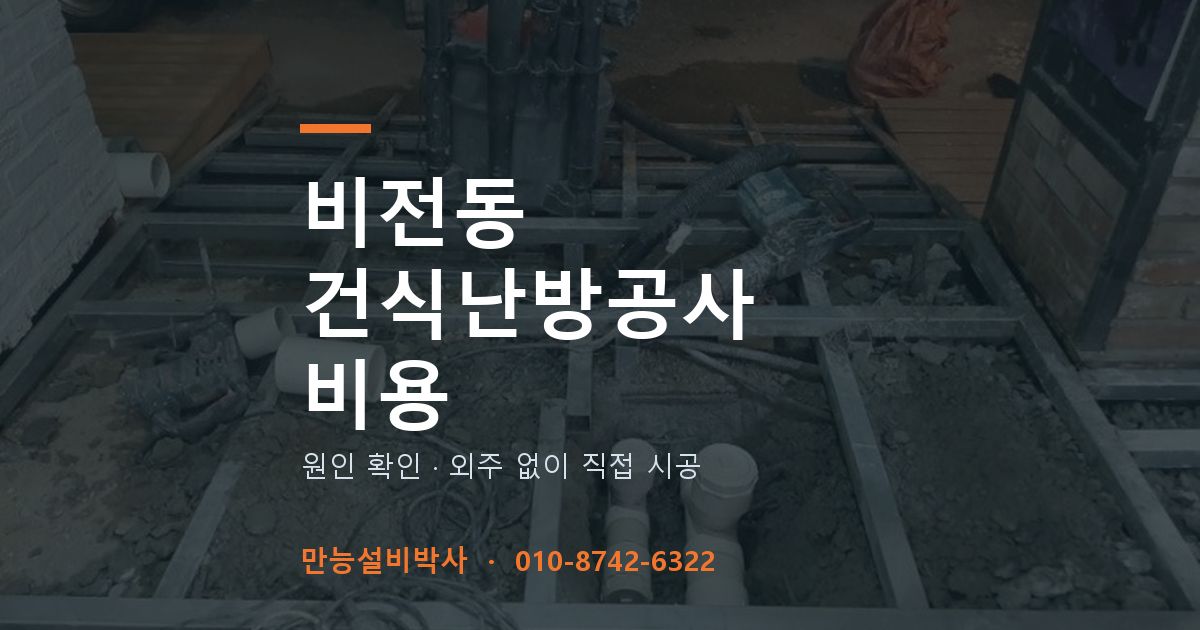 비전동
건식난방공사
비용
원인 확인 · 외주 없이 직접 시공
만능설비박사 · 010-8742-6322